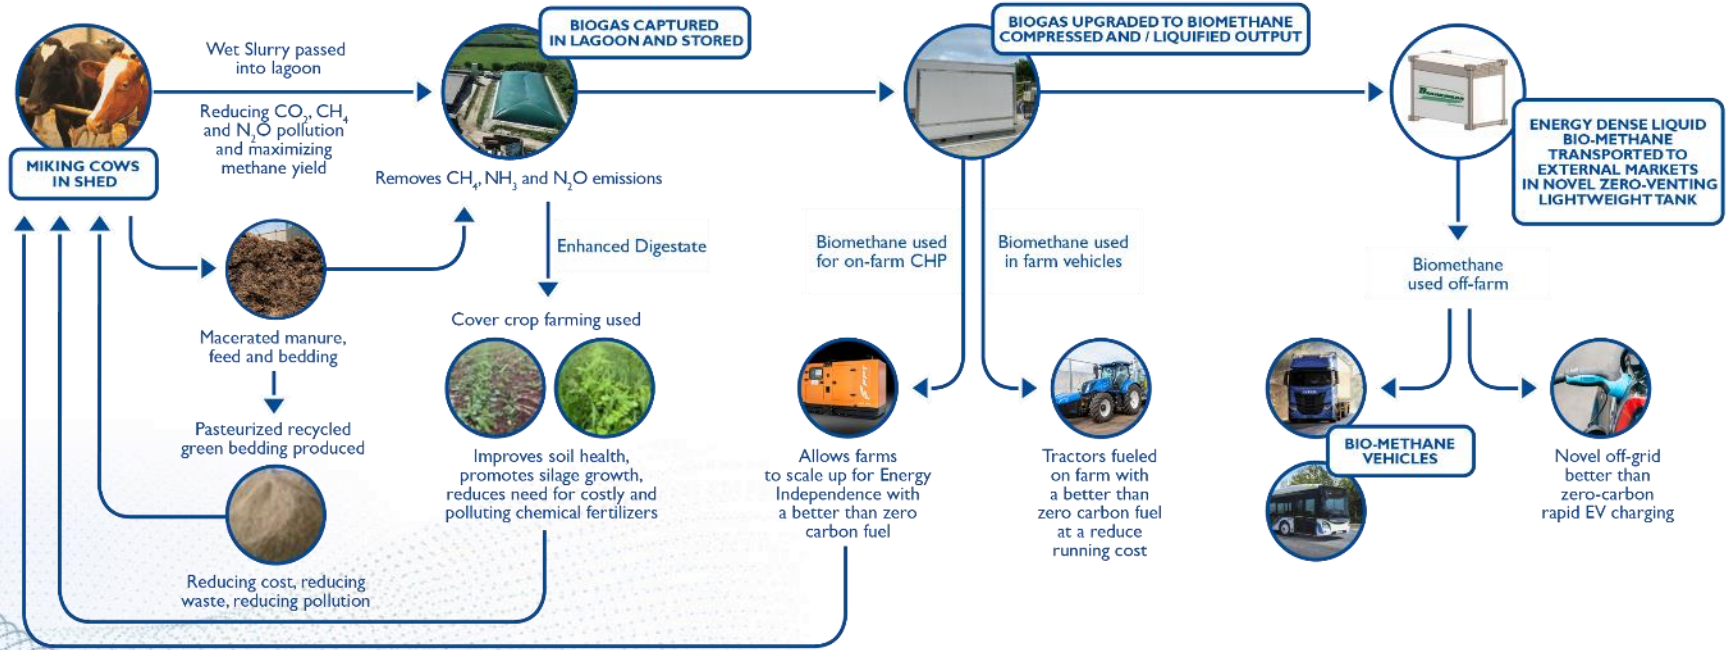 BIOGAS CAPTURED
IN LAGOON AND STORED
BIOGAS UPGRADED TO BIOMETHANE
COMPRESSED AND / LIQUIFIED OUTPUT
Wet Slurry passed
into lagoon
Reducing CO₂, CH₄
and N₂O pollution
and maximizing
methane yield
MIKING COWS
IN SHED
Removes CH₄, NH₃ and N₂O emissions
ENERGY DENSE LIQUID
BIO-METHANE
TRANSPORTED TO
EXTERNAL MARKETS
IN NOVEL ZERO-VENTING
LIGHTWEIGHT TANK
Enhanced Digestate
Biomethane used
for on-farm CHP
Biomethane used
in farm vehicles
Biomethane
used off-farm
Macerated manure,
feed and bedding
Cover crop farming used
Pasteurized recycled
green bedding produced
Improves soil health,
promotes silage growth,
reduces need for costly and
polluting chemical fertilizers
Allows farms
to scale up for Energy
Independence with
a better than zero
carbon fuel
Tractors fueled
on farm with
a better than
zero carbon fuel
at a reduce
running cost
BIO-METHANE
VEHICLES
Novel off-grid
better than
zero-carbon
rapid EV charging
Reducing cost, reducing
waste, reducing pollution